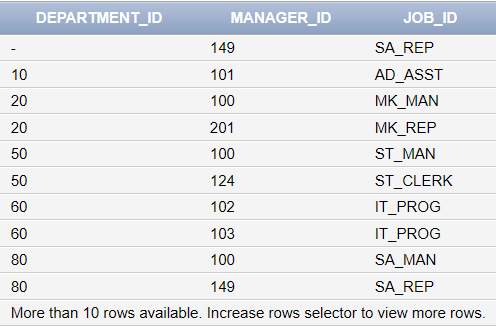 DEPARTMENT_ID MANAGER_ID JOB_ID
- 149 SA_REP
10 101 AD_ASST
20 100 MK_MAN
20 201 MK_REP
50 100 ST_MAN
50 124 ST_CLERK
60 102 IT_PROG
60 103 IT_PROG
80 100 SA_MAN
80 149 SA_REP
More than 10 rows available. Increase rows selector to view more rows.